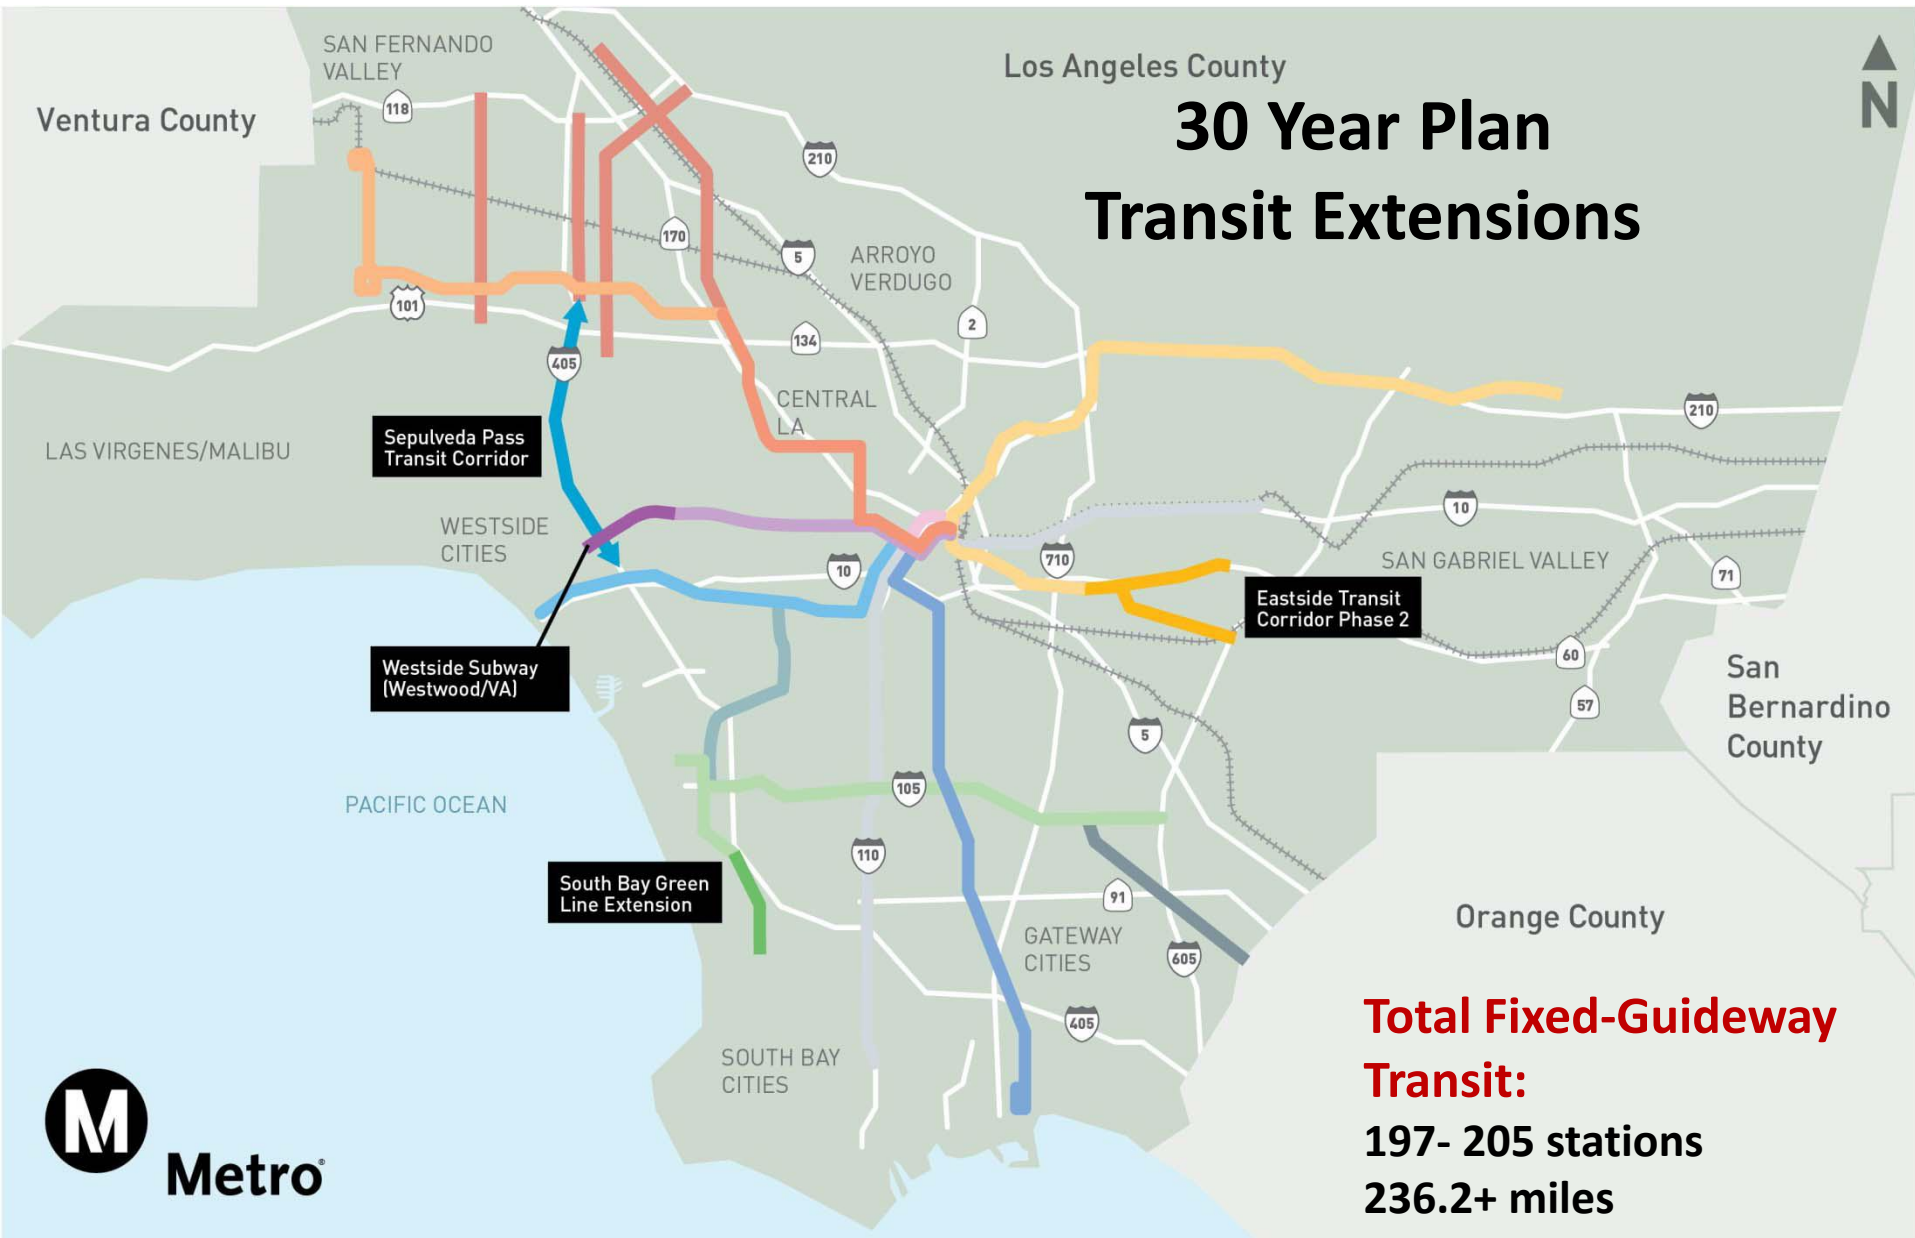 SAN FERNANDO
VALLEY
Los Angeles County
N
Ventura County
118
30 Year Plan
Transit Extensions
210
170
5
ARROYO
VERDUGO
101
2
134
405
CENTRAL
LA
210
Sepulveda Pass
Transit Corridor
LAS VIRGENES/MALIBU
WESTSIDE
CITIES
10
10
710
SAN GABRIEL VALLEY
71
Eastside Transit
Corridor Phase 2
Westside Subway
(Westwood/VA)
60
57
San
Bernardino
County
5
PACIFIC OCEAN
105
110
South Bay Green
Line Extension
91
GATEWAY
CITIES
605
Orange County
405
SOUTH BAY
CITIES
Total Fixed-Guideway
Transit:
197- 205 stations
236.2+ miles
M
Metro®